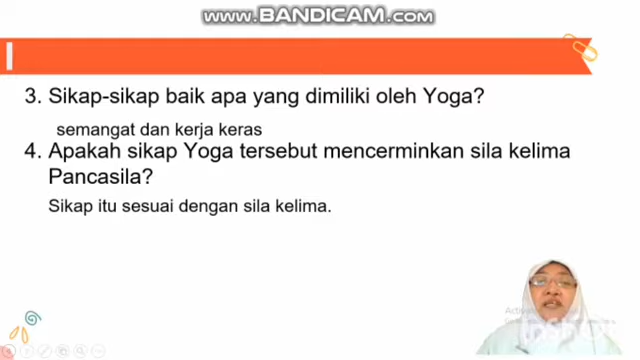 www.BANDICAM.com
3. Sikap-sikap baik apa yang dimiliki oleh Yoga?
semangat dan kerja keras
4. Apakah sikap Yoga tersebut mencerminkan sila kelima
Pancasila?
Sikap itu sesuai dengan sila kelima.